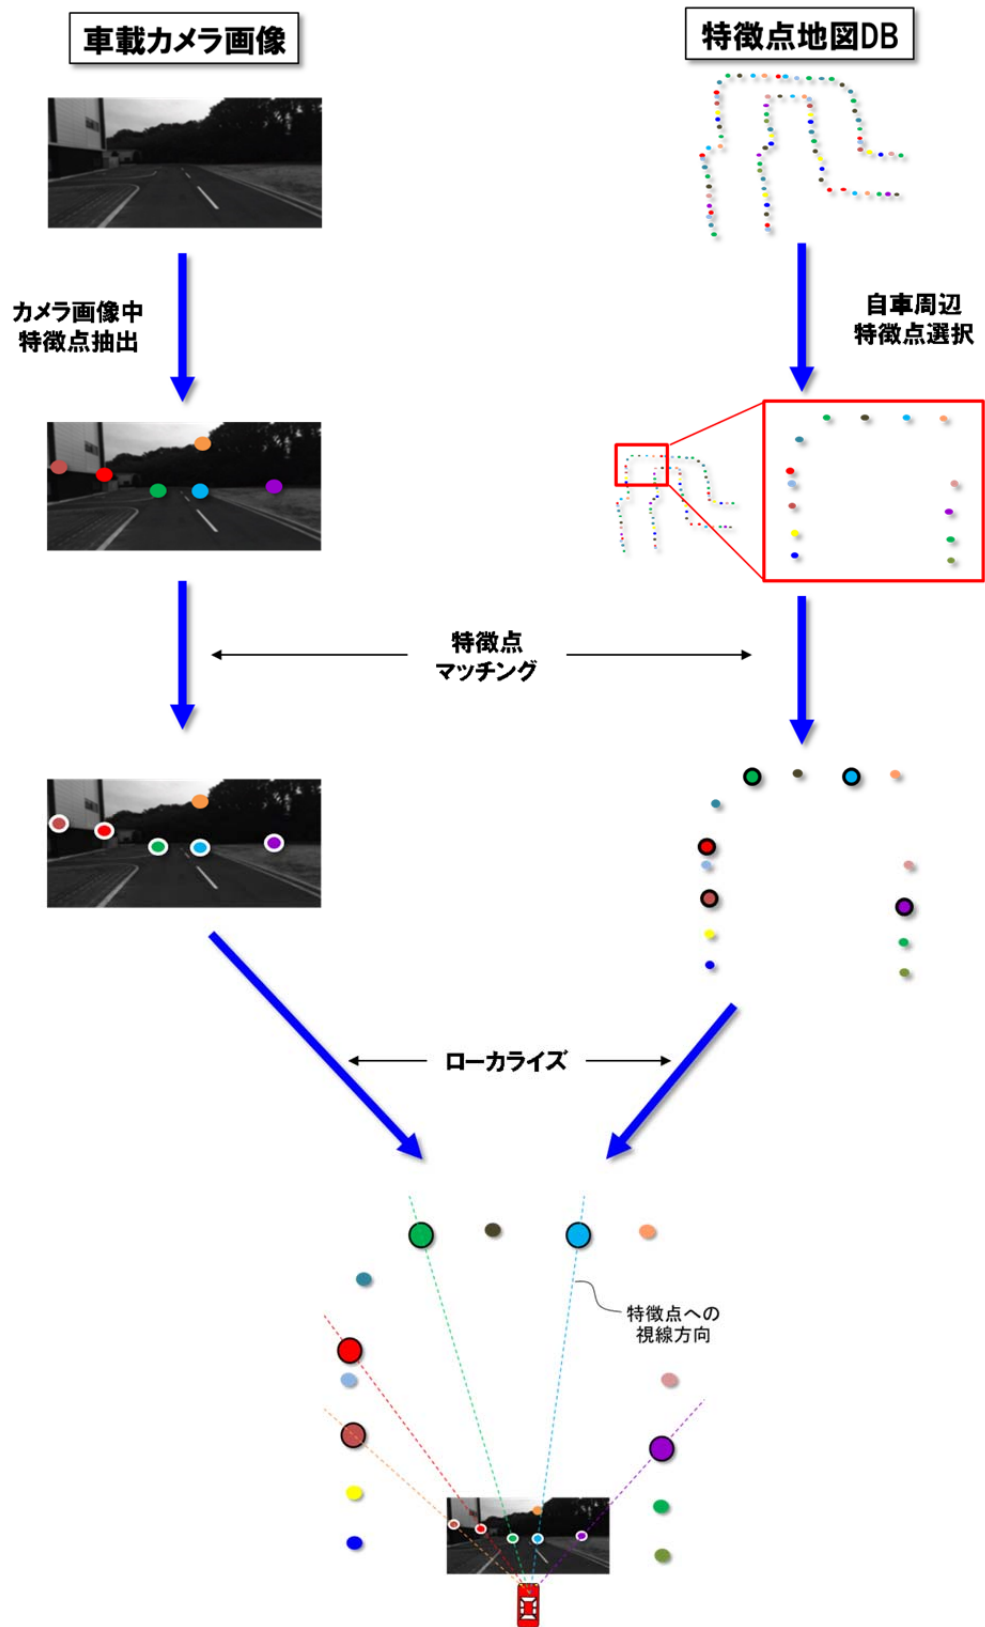 車載カメラ画像
特徴点地図DB
カメラ画像中
特徴点抽出
自車周辺
特徴点選択
特徴点
マッチング
ローカライズ
特徴点への
視線方向